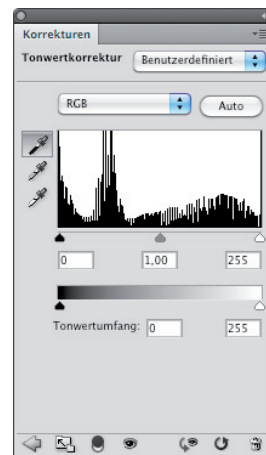 Korrekturen
Tonwertkorrektur Benutzerdefiniert
RGB Auto
0 1,00 255
Tonwertumfang: 0 255